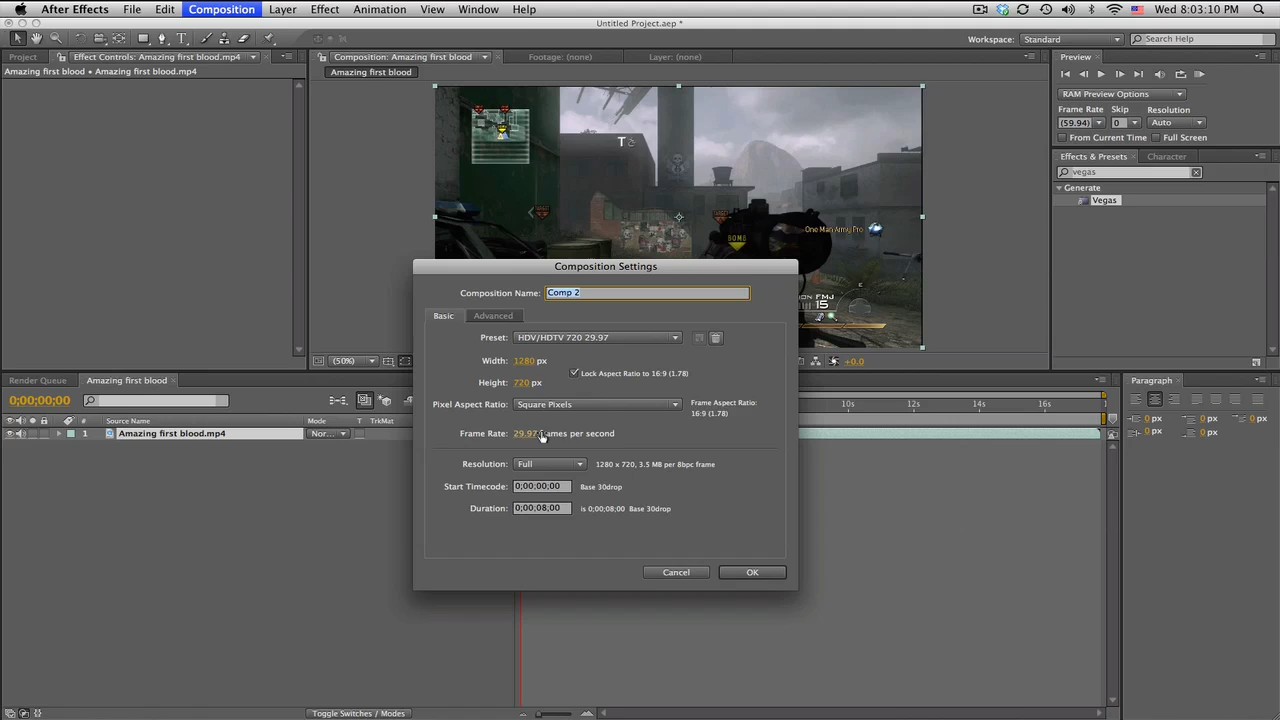 After Effects File Edit Composition Layer Effect Animation View Window Help Wed 8:03:10 PM
Untitled Project.aep *
Workspace: Standard Search Help
Project Effect Controls: Amazing first blood.mp4 Composition: Amazing first blood Footage: (none) Layer: (none) Preview
Amazing first blood • Amazing first blood.mp4 Amazing first blood
RAM Preview Options
Frame Rate Skip Resolution
(59.94) 0 Auto
From Current Time Full Screen
Effects & Presets Character
vegas
Generate
Vegas
One Man Army Pro
BOMB
FMJ
15
Composition Settings
Composition Name: Comp 2
Basic Advanced
Preset: HDV/HDTV 720 29.97
Width: 1280 px
Lock Aspect Ratio to 16:9 (1.78)
Height: 720 px
Pixel Aspect Ratio: Square Pixels Frame Aspect Ratio:
16:9 (1.78)
Frame Rate: 29.97 frames per second
Resolution: Full 1280 x 720, 3.5 MB per 8bpc frame
Start Timecode: 0;00;00;00 Base 30drop
Duration: 0;00;08;00 is 0;00;08;00 Base 30drop
Cancel OK
(50%) +0.0
Render Queue Amazing first blood Paragraph
0;00;00;00 10s 12s 14s 16s
# Source Name Mode T TrkMat
1 Amazing first blood.mp4 Nor...
0 px 0 px 0 px
0 px 0 px
Toggle Switches / Modes